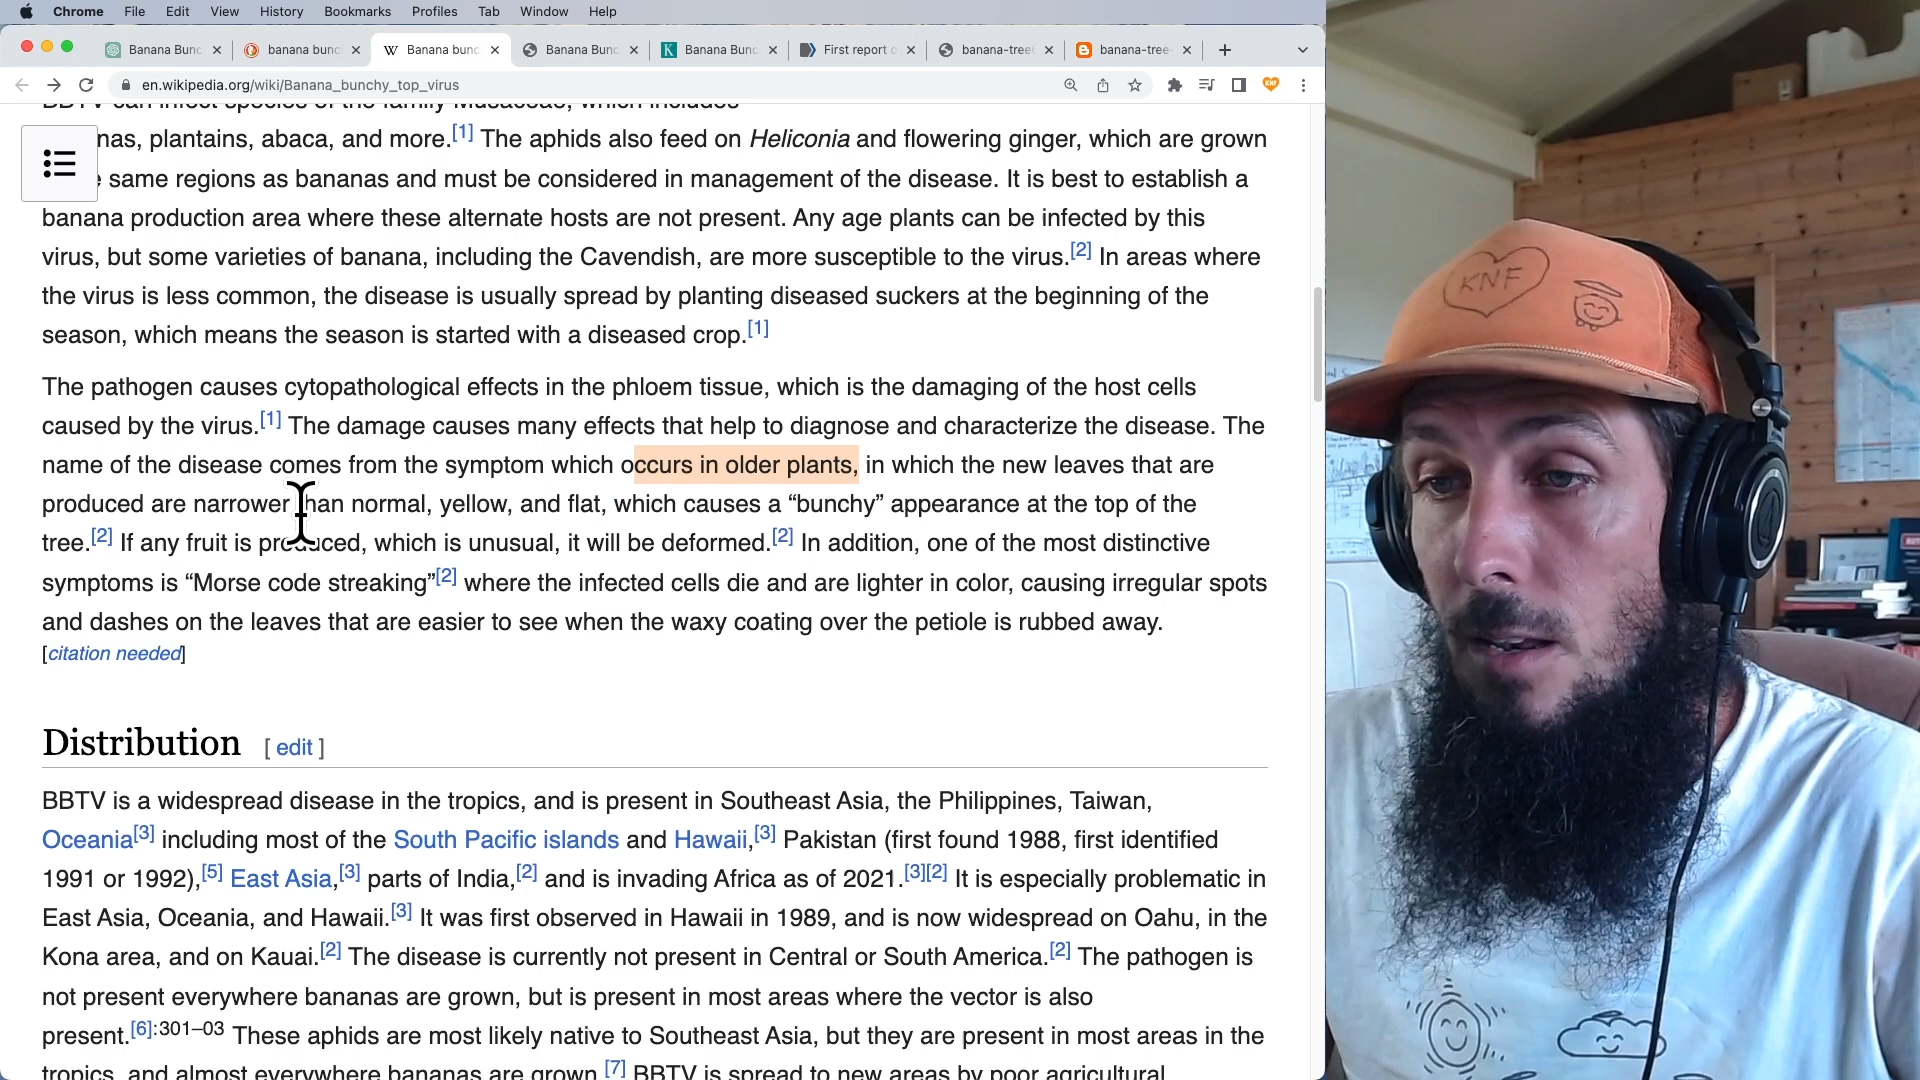 Chrome File Edit View History Bookmarks Profiles Tab Window Help
Banana Bunc banana bunc W Banana bunc Banana Bunc K Banana Bunc First report o banana-tree banana-tree-
en.wikipedia.org/wiki/Banana_bunchy_top_virus KNF
nas, plantains, abaca, and more.[1] The aphids also feed on Heliconia and flowering ginger, which are grown
same regions as bananas and must be considered in management of the disease. It is best to establish a
banana production area where these alternate hosts are not present. Any age plants can be infected by this
virus, but some varieties of banana, including the Cavendish, are more susceptible to the virus.[2] In areas where
the virus is less common, the disease is usually spread by planting diseased suckers at the beginning of the
season, which means the season is started with a diseased crop.[1]
The pathogen causes cytopathological effects in the phloem tissue, which is the damaging of the host cells
caused by the virus.[1] The damage causes many effects that help to diagnose and characterize the disease. The
name of the disease comes from the symptom which occurs in older plants, in which the new leaves that are
produced are narrower than normal, yellow, and flat, which causes a “bunchy” appearance at the top of the
tree.[2] If any fruit is produced, which is unusual, it will be deformed.[2] In addition, one of the most distinctive
symptoms is “Morse code streaking”[2] where the infected cells die and are lighter in color, causing irregular spots
and dashes on the leaves that are easier to see when the waxy coating over the petiole is rubbed away.
[citation needed]
Distribution [ edit ]
BBTV is a widespread disease in the tropics, and is present in Southeast Asia, the Philippines, Taiwan,
Oceania[3] including most of the South Pacific islands and Hawaii,[3] Pakistan (first found 1988, first identified
1991 or 1992),[5] East Asia,[3] parts of India,[2] and is invading Africa as of 2021.[3][2] It is especially problematic in
East Asia, Oceania, and Hawaii.[3] It was first observed in Hawaii in 1989, and is now widespread on Oahu, in the
Kona area, and on Kauai.[2] The disease is currently not present in Central or South America.[2] The pathogen is
not present everywhere bananas are grown, but is present in most areas where the vector is also
present.[6]:301–03 These aphids are most likely native to Southeast Asia, but they are present in most areas in the
tropics, and almost everywhere bananas are grown.[7] BBTV is spread to new areas by poor agricultural
KNF